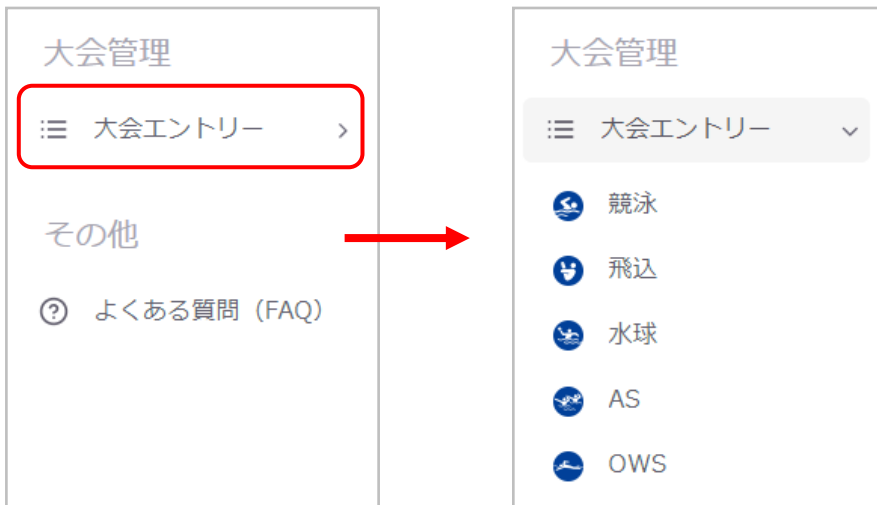 大会管理
大会エントリー
その他
よくある質問（FAQ）
大会管理
大会エントリー
競泳
飛込
水球
AS
OWS